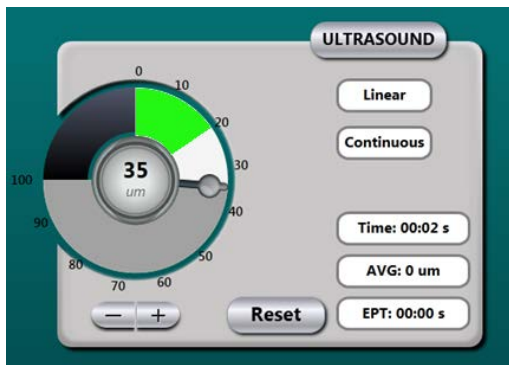 ULTRASOUND
0
10
20
30
40
50
60
70
80
90
100
35
um
Linear
Continuous
Time: 00:02 s
AVG: 0 um
EPT: 00:00 s
− +
Reset